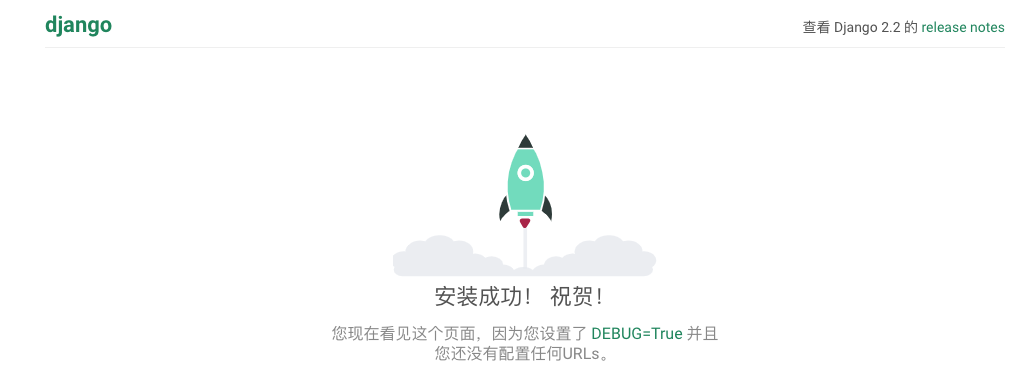 django
查看 Django 2.2 的 release notes
安装成功！ 祝贺！
您现在看见这个页面，因为您设置了 DEBUG=True 并且
您还没有配置任何URLs。